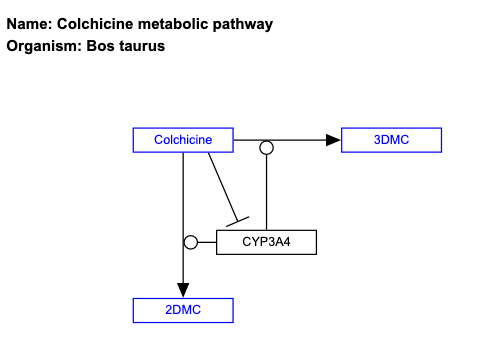 Name: Colchicine metabolic pathway
Organism: Bos taurus
Colchicine
3DMC
CYP3A4
2DMC